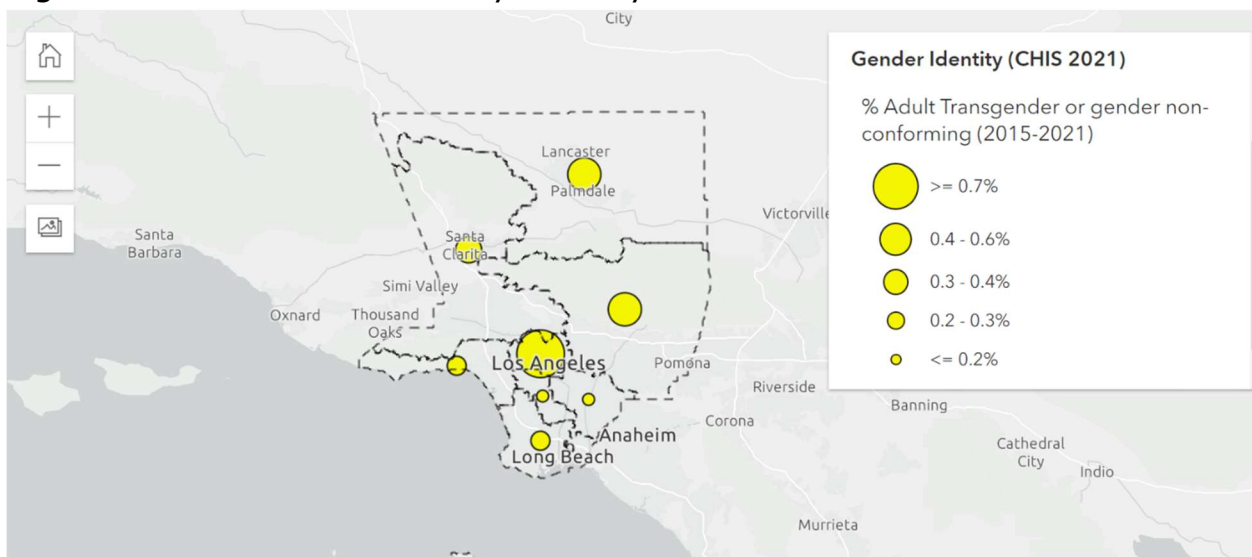 City
Gender Identity (CHIS 2021)
% Adult Transgender or gender non-
conforming (2015-2021)
>= 0.7%
0.4 - 0.6%
0.3 - 0.4%
0.2 - 0.3%
<= 0.2%
Lancaster
Palmdale
Victorville
Santa
Barbara
Santa
Clarita
Simi Valley
Oxnard
Thousand
Oaks
Los Angeles
Pomona
Riverside
Banning
Corona
Anaheim
Long Beach
Cathedral
City
Indio
Murrieta